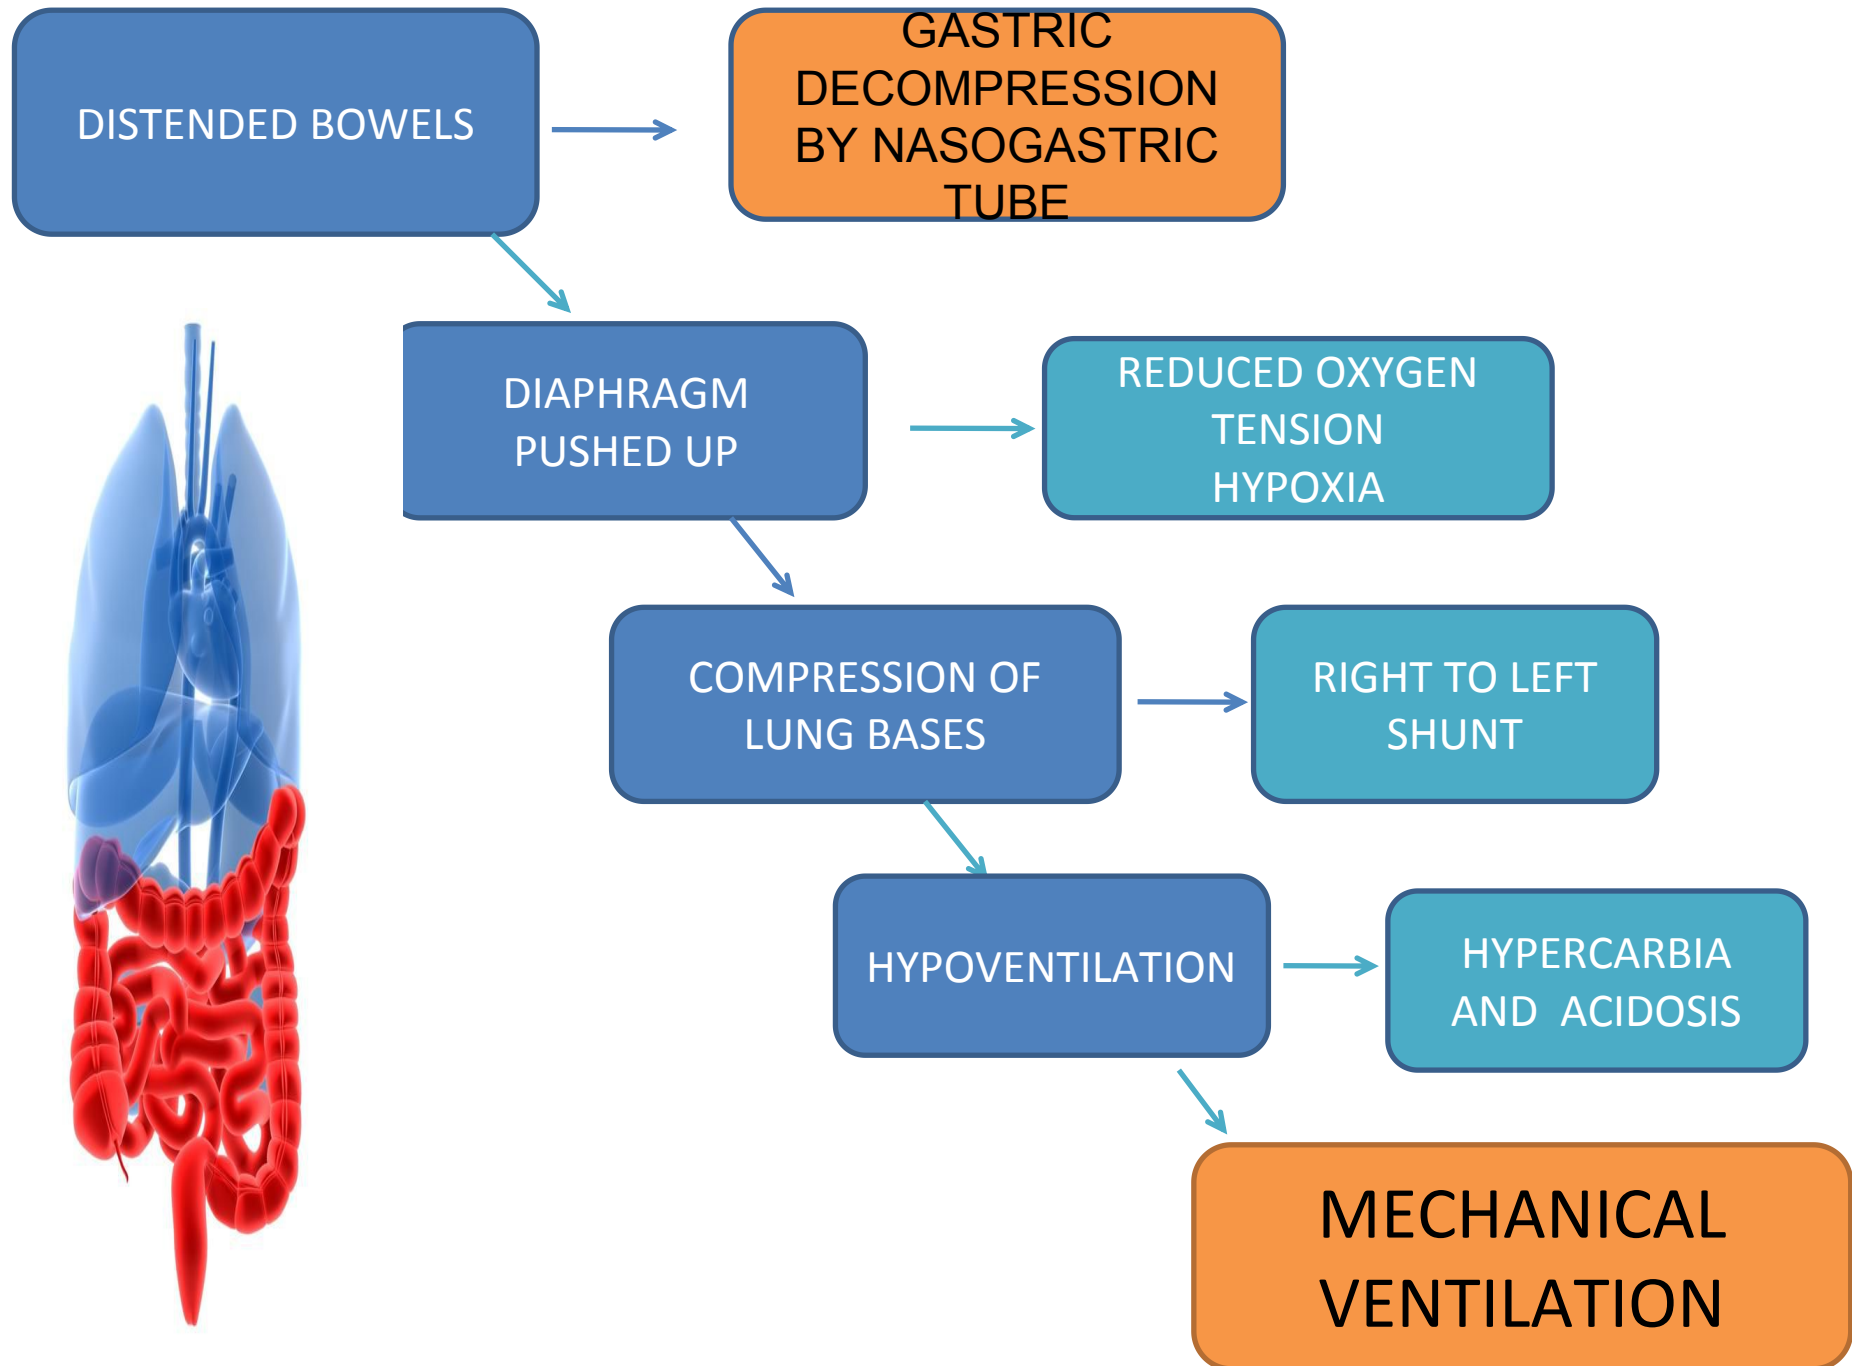 DISTENDED BOWELS
GASTRIC
DECOMPRESSION
BY NASOGASTRIC
TUBE
DIAPHRAGM
PUSHED UP
REDUCED OXYGEN
TENSION
HYPOXIA
COMPRESSION OF
LUNG BASES
RIGHT TO LEFT
SHUNT
HYPOVENTILATION
HYPERCARBIA
AND  ACIDOSIS
MECHANICAL
VENTILATION